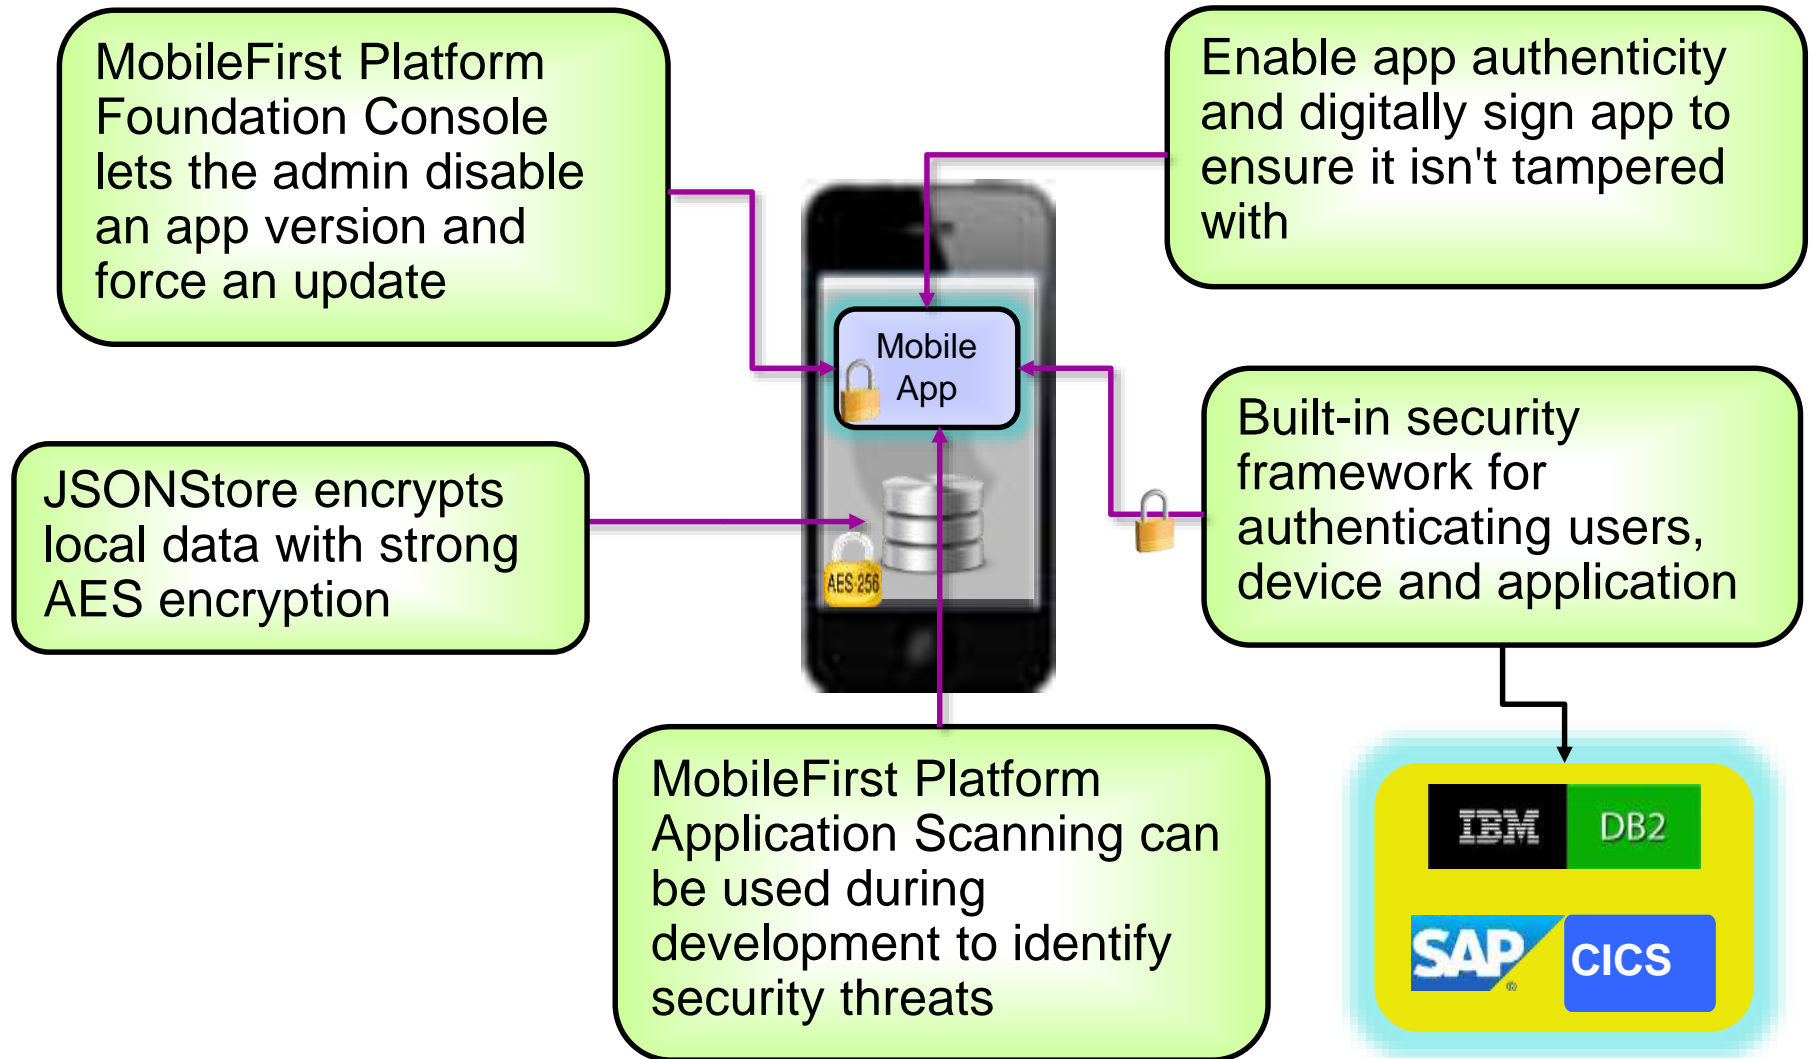 MobileFirst Platform
Foundation Console
lets the admin disable
an app version and
force an update
Enable app authenticity
and digitally sign app to
ensure it isn't tampered
with
Mobile
App
JSONStore encrypts
local data with strong
AES encryption
AES-256
Built-in security
framework for
authenticating users,
device and application
MobileFirst Platform
Application Scanning can
be used during
development to identify
security threats
IBM DB2
SAP ® CICS